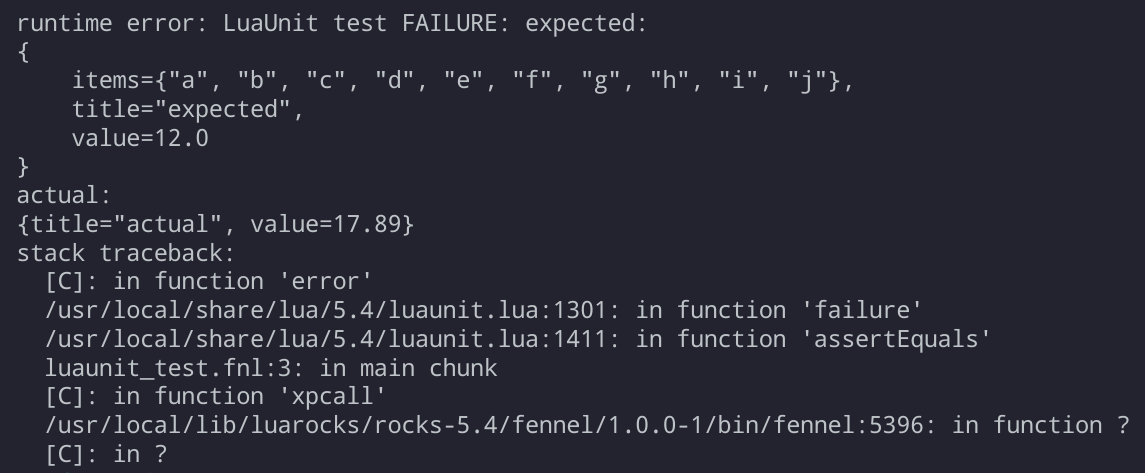 runtime error: LuaUnit test FAILURE: expected:
{
    items={"a", "b", "c", "d", "e", "f", "g", "h", "i", "j"},
    title="expected",
    value=12.0
}
actual:
{title="actual", value=17.89}
stack traceback:
  [C]: in function 'error'
  /usr/local/share/lua/5.4/luaunit.lua:1301: in function 'failure'
  /usr/local/share/lua/5.4/luaunit.lua:1411: in function 'assertEquals'
  luaunit_test.fnl:3: in main chunk
  [C]: in function 'xpcall'
  /usr/local/lib/luarocks/rocks-5.4/fennel/1.0.0-1/bin/fennel:5396: in function ?
  [C]: in ?